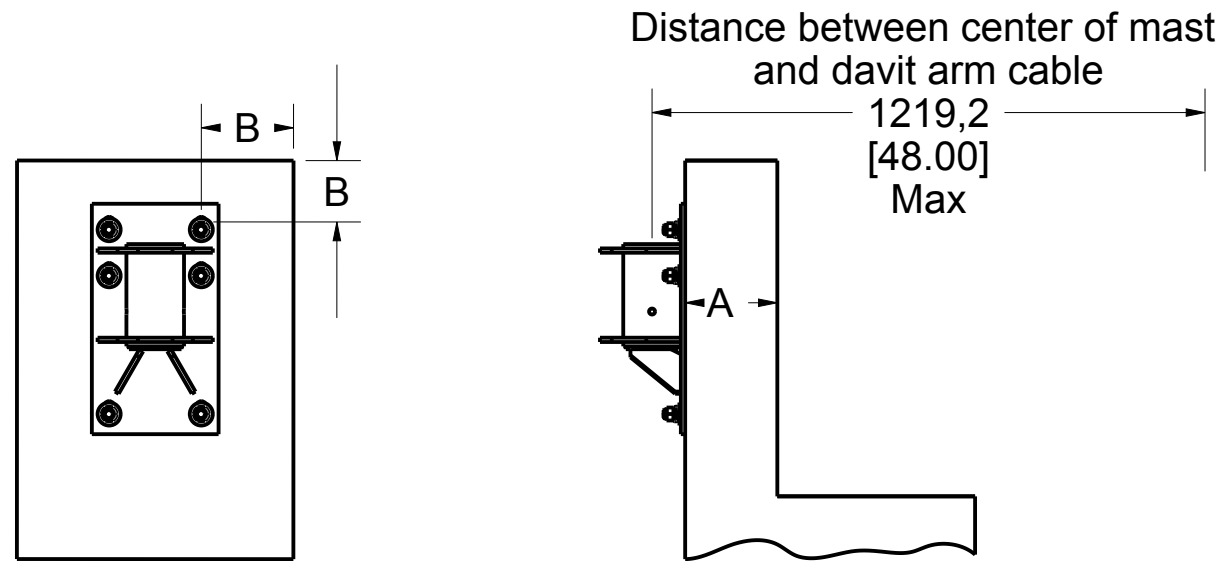 Distance between center of mast
and davit arm cable
1219,2
[48.00]
Max
B
B
A